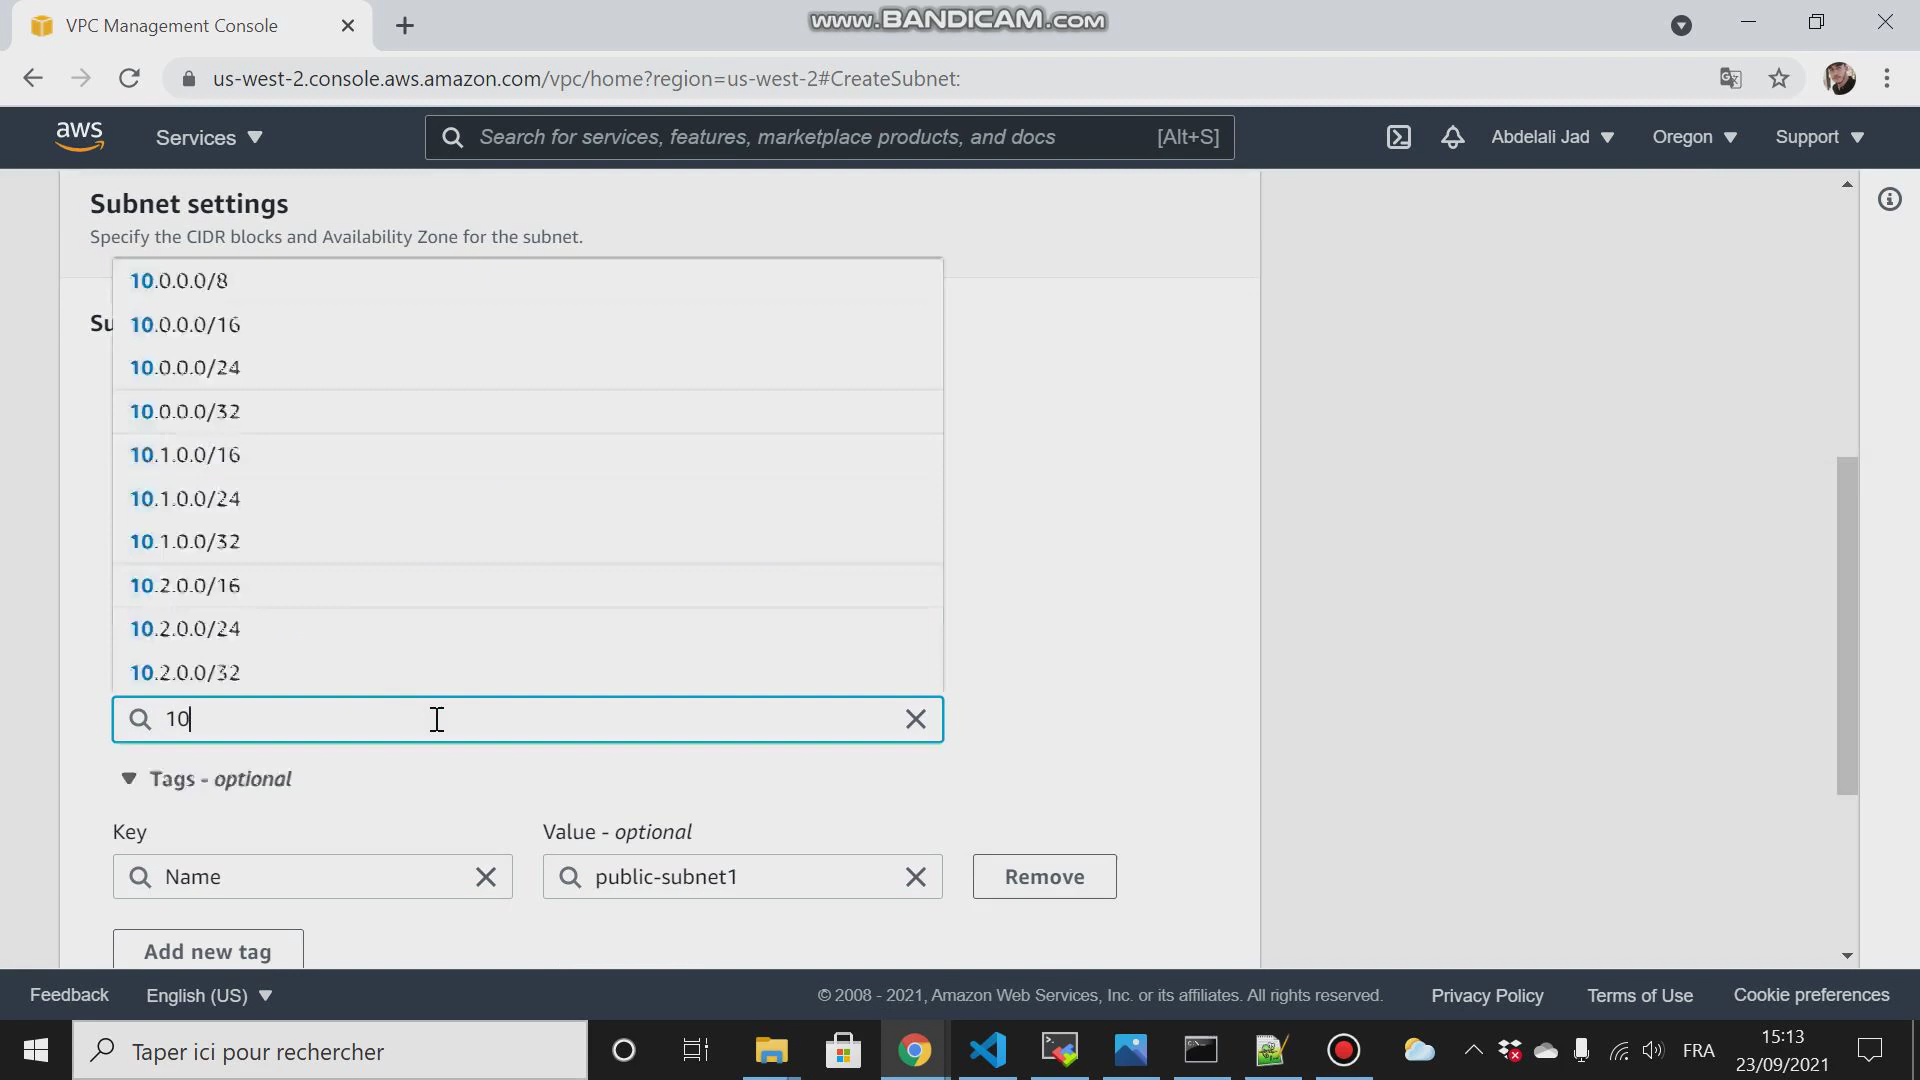 VPC Management Console
www.BANDICAM.com
us-west-2.console.aws.amazon.com/vpc/home?region=us-west-2#CreateSubnet:
aws
Services
Search for services, features, marketplace products, and docs
[Alt+S]
Abdelali Jad
Oregon
Support
Subnet settings
Specify the CIDR blocks and Availability Zone for the subnet.
10.0.0.0/8
Su
10.0.0.0/16
10.0.0.0/24
10.0.0.0/32
10.1.0.0/16
10.1.0.0/24
10.1.0.0/32
10.2.0.0/16
10.2.0.0/24
10.2.0.0/32
10
Tags - optional
Key
Value - optional
Name
public-subnet1
Remove
Add new tag
Feedback
English (US)
© 2008 - 2021, Amazon Web Services, Inc. or its affiliates. All rights reserved.
Privacy Policy
Terms of Use
Cookie preferences
Taper ici pour rechercher
FRA
15:13
23/09/2021